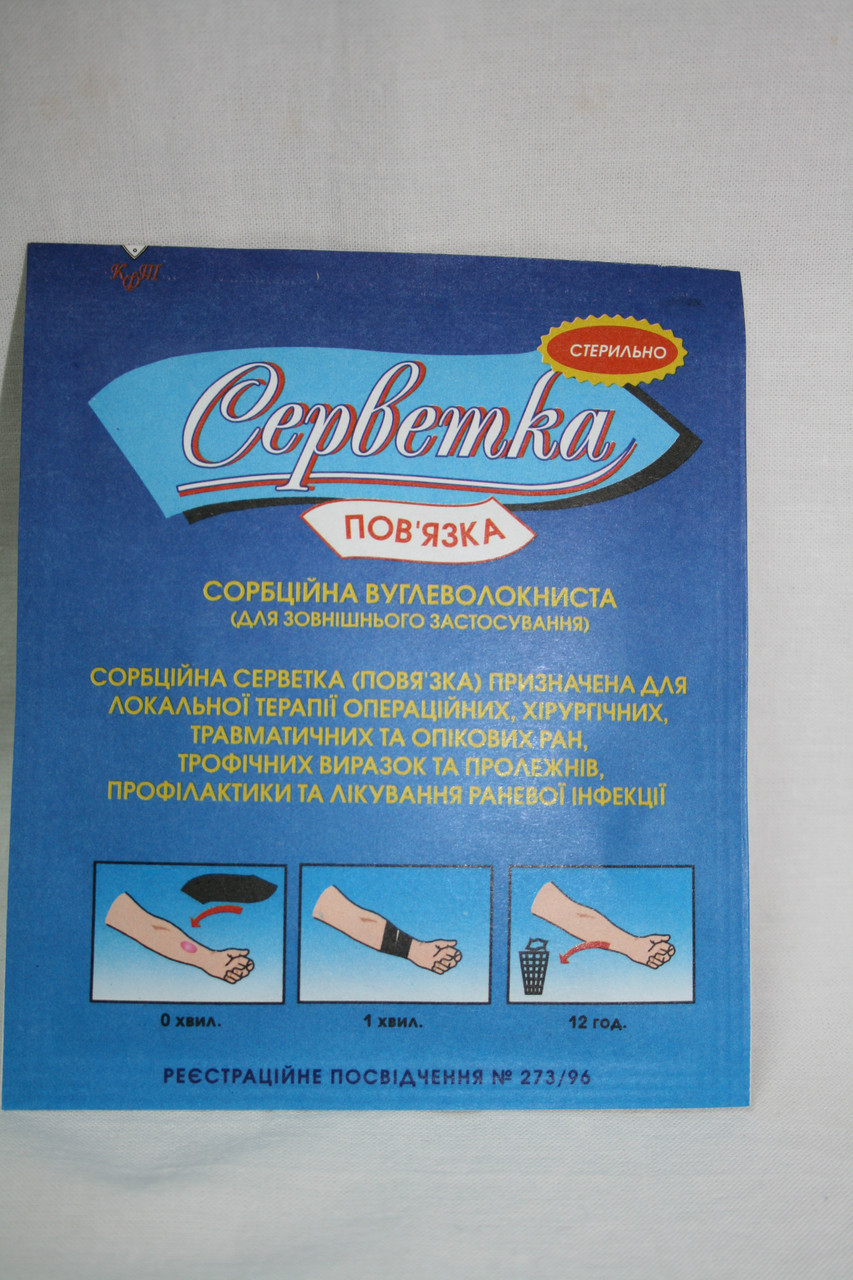 КФТ
СТЕРИЛЬНО
Серветка
ПОВ'ЯЗКА
СОРБЦІЙНА ВУГЛЕВОЛОКНИСТА
(ДЛЯ ЗОВНІШНЬОГО ЗАСТОСУВАННЯ)
СОРБЦІЙНА СЕРВЕТКА (ПОВЯ'ЗКА) ПРИЗНАЧЕНА ДЛЯ
ЛОКАЛЬНОЇ ТЕРАПІЇ ОПЕРАЦІЙНИХ, ХІРУРГІЧНИХ,
ТРАВМАТИЧНИХ ТА ОПІКОВИХ РАН,
ТРОФІЧНИХ ВИРАЗОК ТА ПРОЛЕЖНІВ,
ПРОФІЛАКТИКИ ТА ЛІКУВАННЯ РАНЕВОЇ ІНФЕКЦІЇ
0 ХВИЛ.
1 ХВИЛ.
12 ГОД.
РЕЄСТРАЦІЙНЕ ПОСВІДЧЕННЯ № 273/96